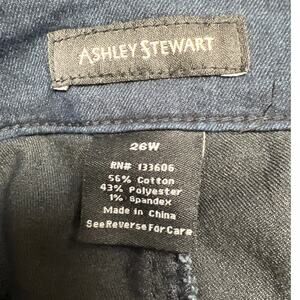 ASHLEY STEWART
26W
RN# 133606
56% Cotton
43% Polyester
1% Spandex
Made in China
See Reverse For Care